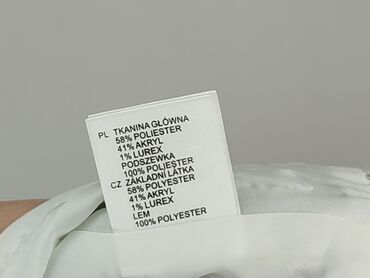 PL TKANINA GŁÓWNA
58% POLIESTER
41% AKRYL
1% LUREX
PODSZEWKA
100% POLIESTER
CZ ZÁKLADNÍ LÁTKA
58% POLYESTER
41% AKRYL
1% LUREX
LEM
100% POLYESTER